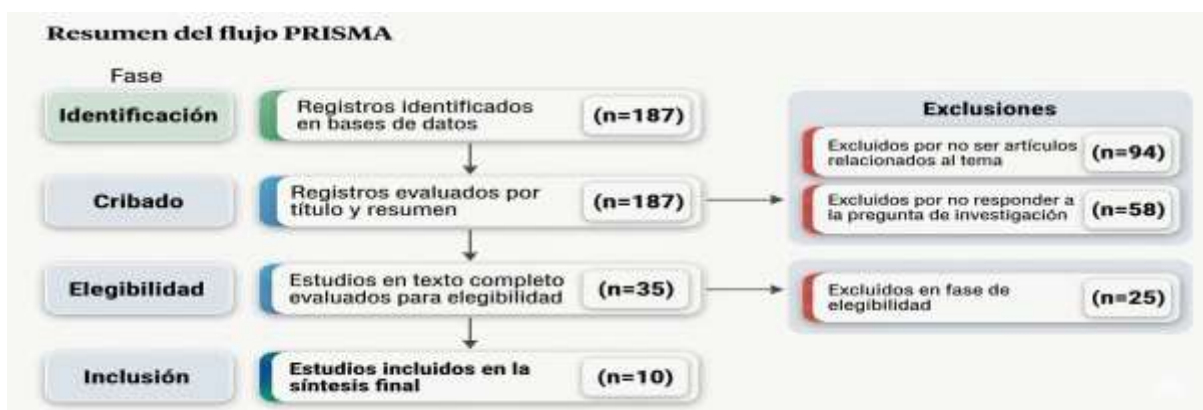 Resumen del flujo PRISMA
Fase
Identificación
Registros identificados
en bases de datos
(n=187)
Exclusiones
Excluidos por no ser artículos
relacionados al tema
(n=94)
Cribado
Registros evaluados por
título y resumen
(n=187)
Excluidos por no responder a
la pregunta de investigación
(n=58)
Elegibilidad
Estudios en texto completo
evaluados para elegibilidad
(n=35)
Excluidos en fase de
elegibilidad
(n=25)
Inclusión
Estudios incluidos en la
síntesis final
(n=10)